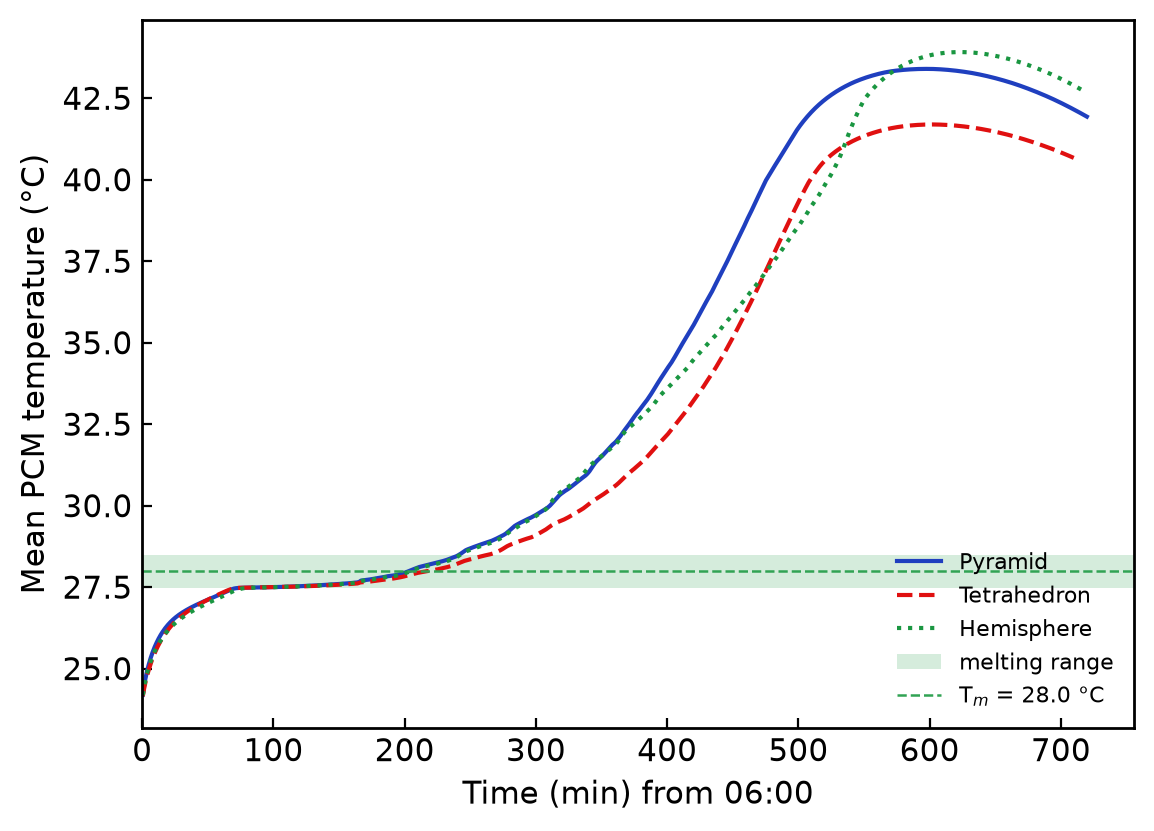 Mean PCM temperature (°C)
42.5
40.0
37.5
35.0
32.5
30.0
27.5
25.0
Pyramid
Tetrahedron
Hemisphere
melting range
Tₘ = 28.0 °C
0 100 200 300 400 500 600 700
Time (min) from 06:00